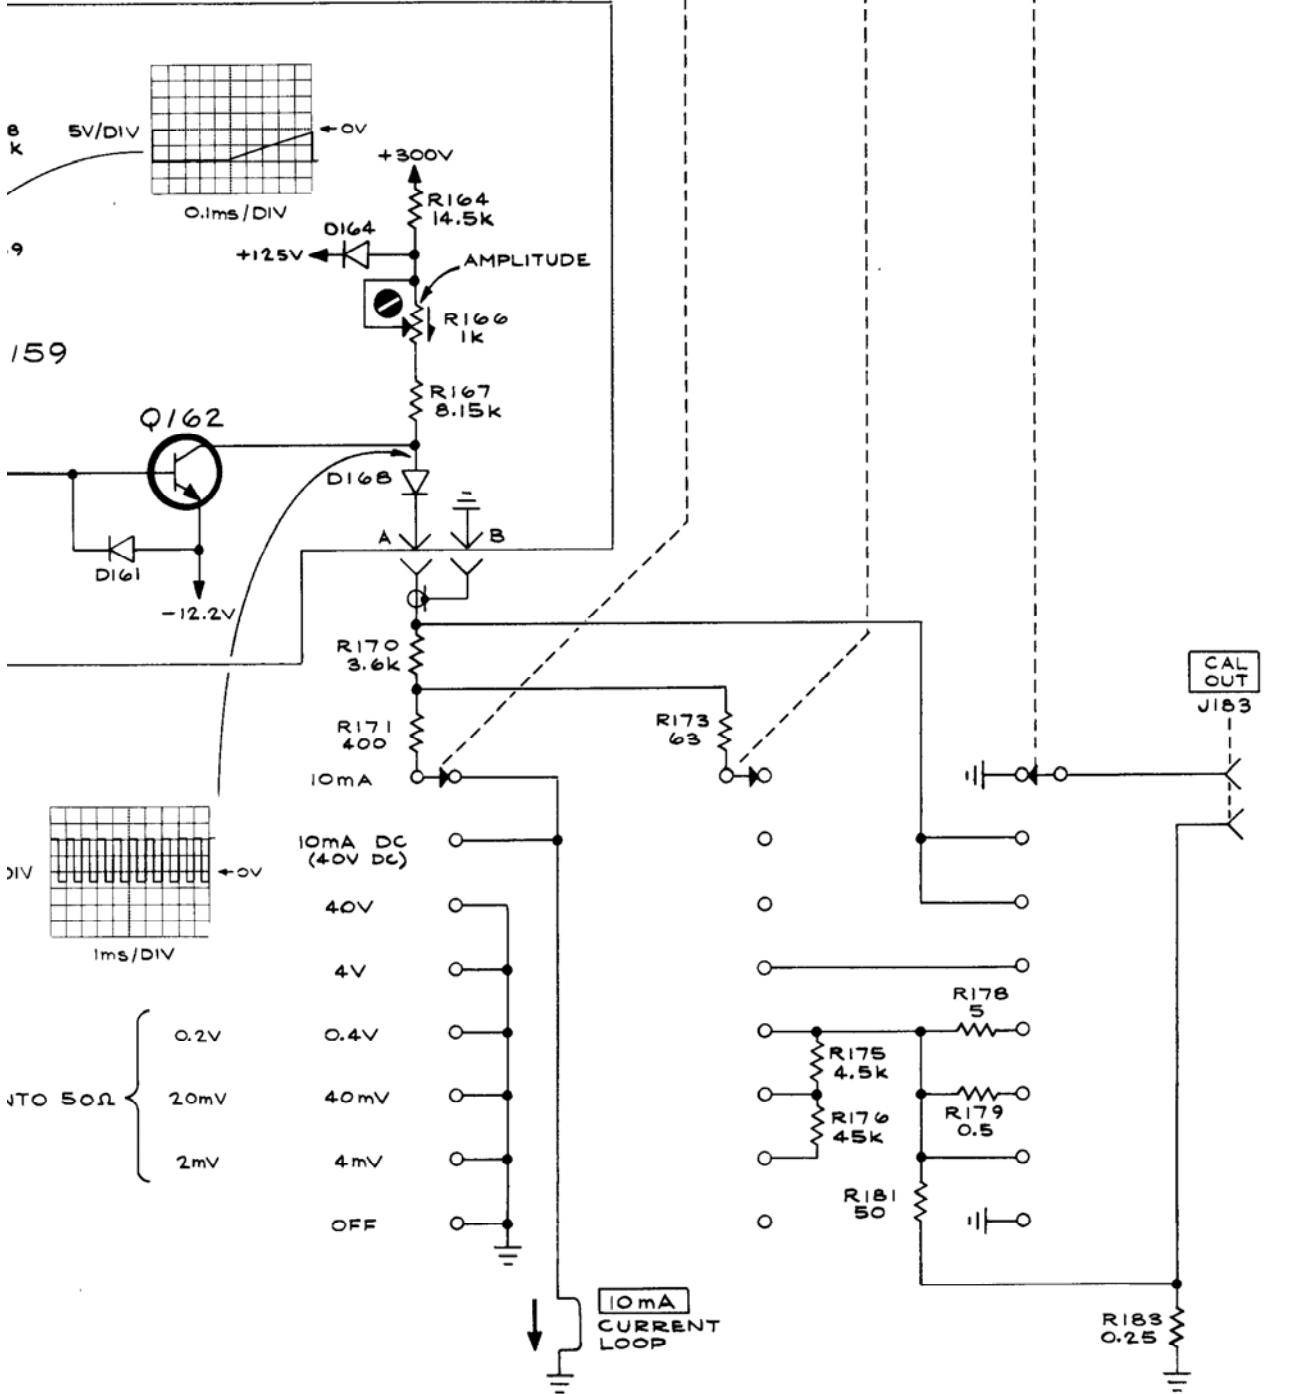 8
K
5V/DIV
0V
0.1ms/DIV
+300V
R164
14.5K
D164
+125V
AMPLITUDE
9
R166
1K
159
R167
8.15K
Q162
D168
A
B
D161
-12.2V
R170
3.6K
R171
400
R173
63
CAL
OUT
J183
10mA
10mA DC
(40V DC)
DIV
0V
1ms/DIV
40V
4V
0.2V
0.4V
NTO 50Ω
20mV
40mV
2mV
4mV
OFF
R178
5
R175
4.5K
R176
45K
R179
0.5
R181
50
10mA
CURRENT
LOOP
R183
0.25